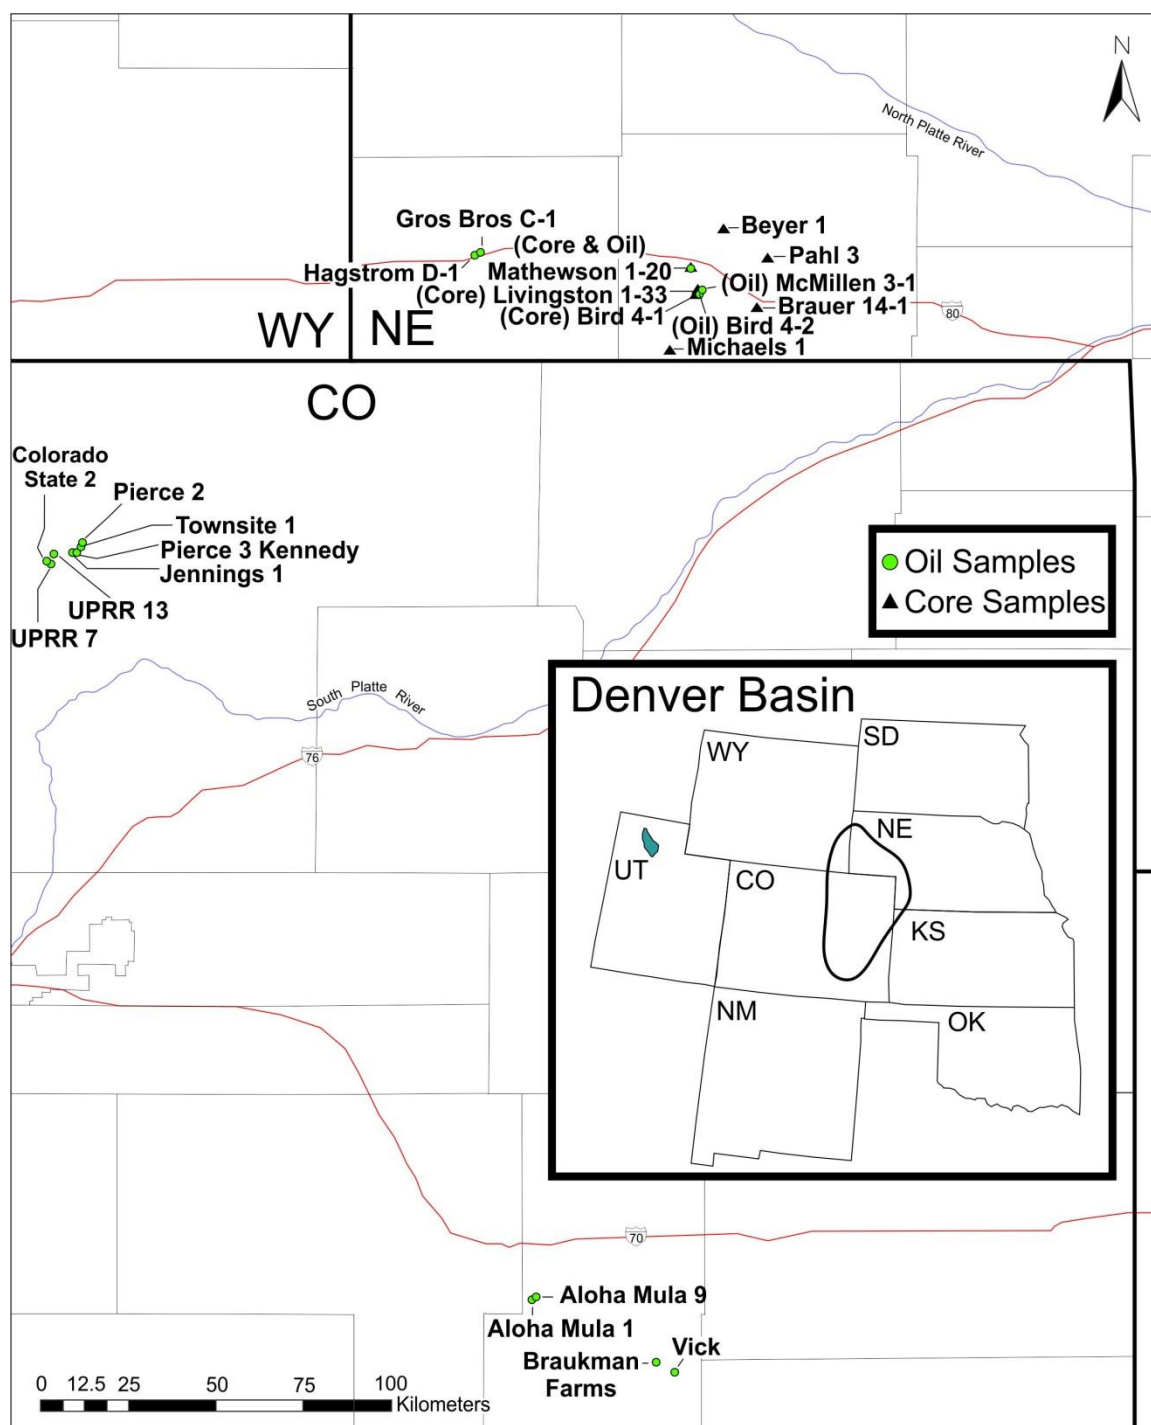 N
North Platte River
Gros Bros C-1
Beyer 1
(Core & Oil)
Pahl 3
Hagstrom D-1
Mathewson 1-20
(Oil) McMillen 3-1
(Core) Livingston 1-33
Brauer 14-1
(Core) Bird 4-1
80
(Oil) Bird 4-2
WY
NE
Michaels 1
CO
Colorado
State 2
Pierce 2
Townsite 1
Pierce 3 Kennedy
Jennings 1
UPRR 13
UPRR 7
Oil Samples
Core Samples
South Platte River
76
Denver Basin
SD
WY
NE
UT
CO
KS
NM
OK
70
Aloha Mula 9
Aloha Mula 1
Vick
Braukman
Farms
0 12.5 25 50 75 100
Kilometers